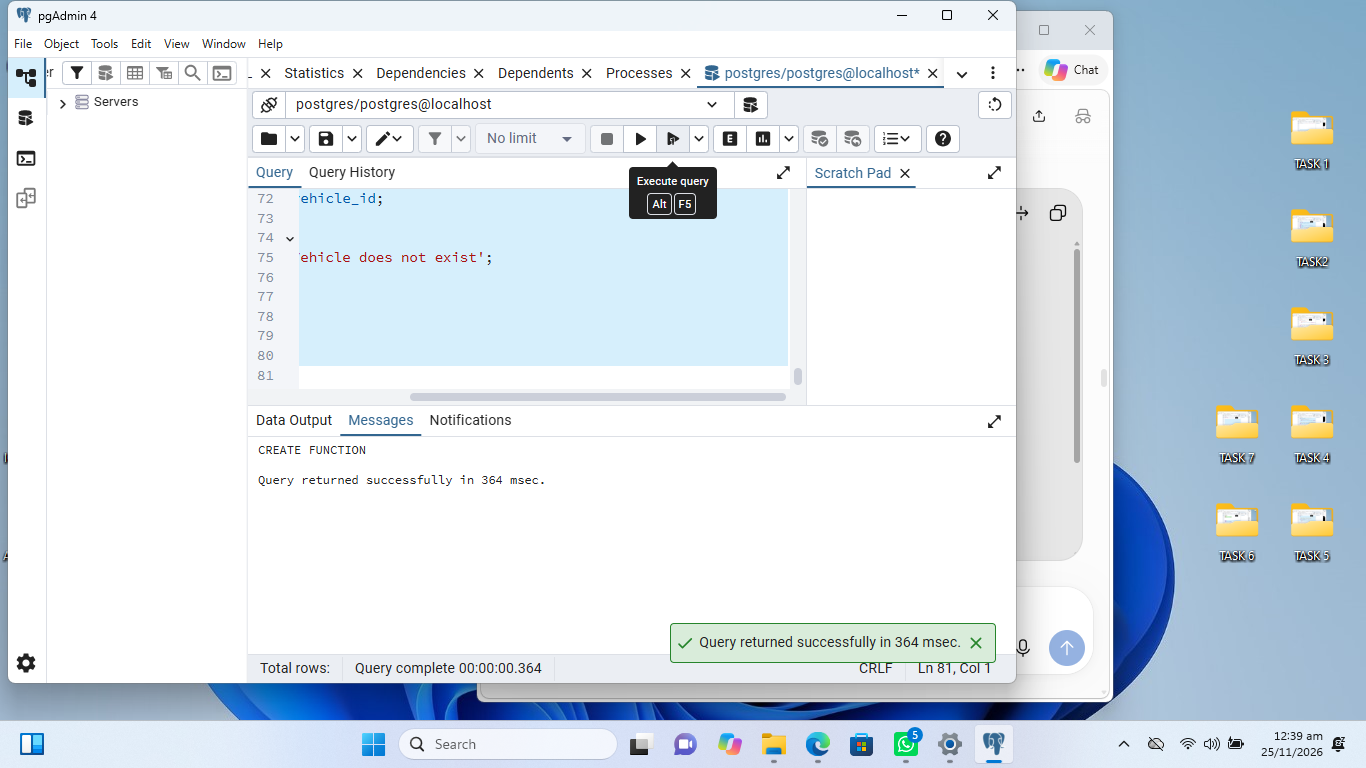 pgAdmin 4
File Object Tools Edit View Window Help
er
Statistics Dependencies Dependents Processes postgres/postgres@localhost*
Chat
Servers
postgres/postgres@localhost
No limit
E
Execute query
Alt F5
Query Query History
Scratch Pad
72 ehicle_id;
73
74
75 ehicle does not exist';
76
77
78
79
80
81
Data Output Messages Notifications
CREATE FUNCTION
Query returned successfully in 364 msec.
Query returned successfully in 364 msec.
Total rows: Query complete 00:00:00.364 CRLF Ln 81, Col 1
TASK 1
TASK2
TASK 3
TASK 7 TASK 4
TASK 6 TASK 5
Search
5
12:39 am
25/11/2026